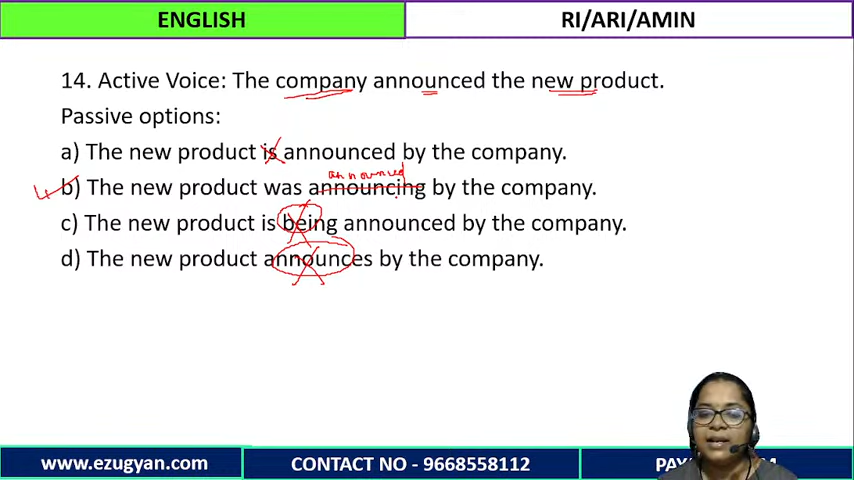 ENGLISH
RI/ARI/AMIN
14. Active Voice: The company announced the new product.
Passive options:
a) The new product is announced by the company.
announced
b) The new product was announcing by the company.
c) The new product is being announced by the company.
d) The new product announces by the company.
www.ezugyan.com
CONTACT NO - 9668558112